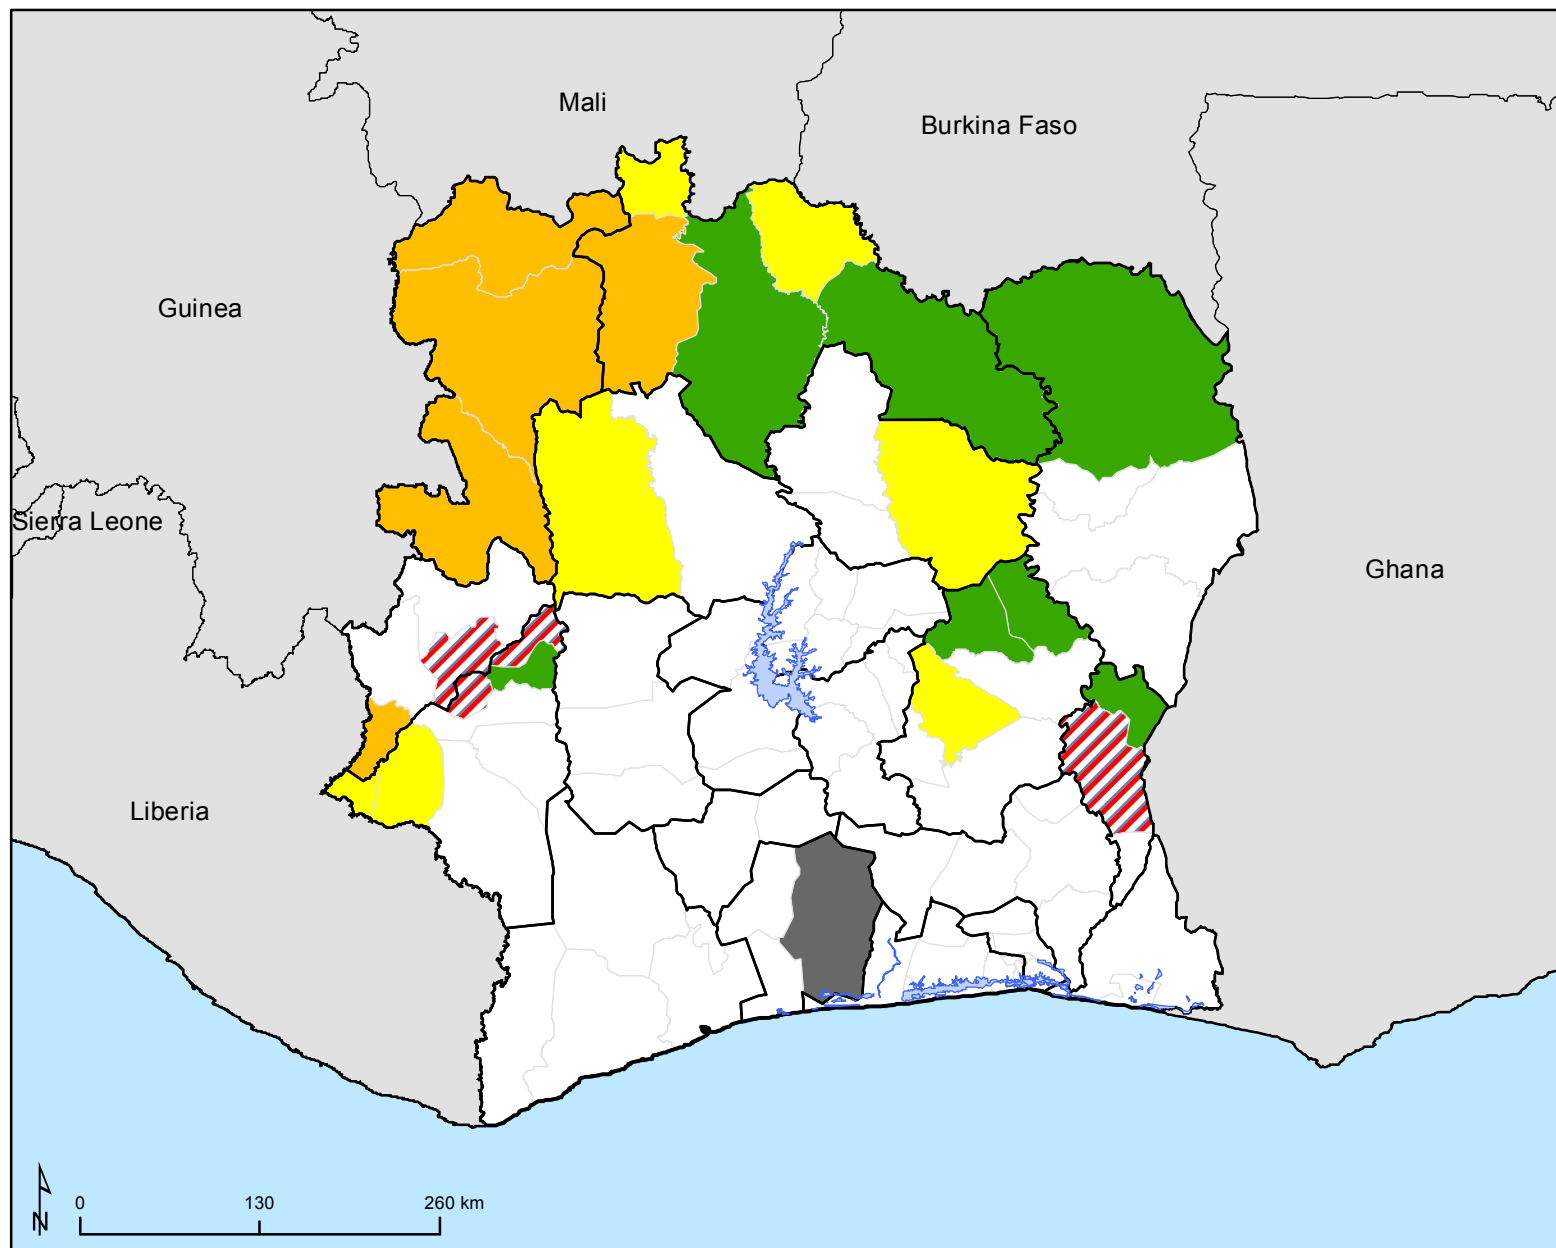 Mali
Burkina Faso
Guinea
Sierra Leone
Ghana
Liberia
N
0 130 260 km